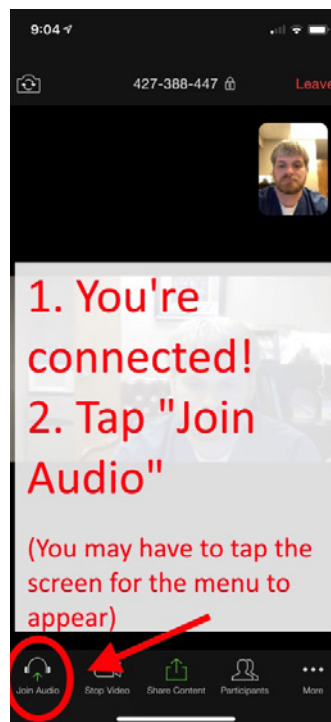 9:04
427-388-447
Leave
1. You're
connected!
2. Tap "Join
Audio"
(You may have to tap the
screen for the menu to
appear)
Join Audio
Stop Video
Share Content
Participants
More